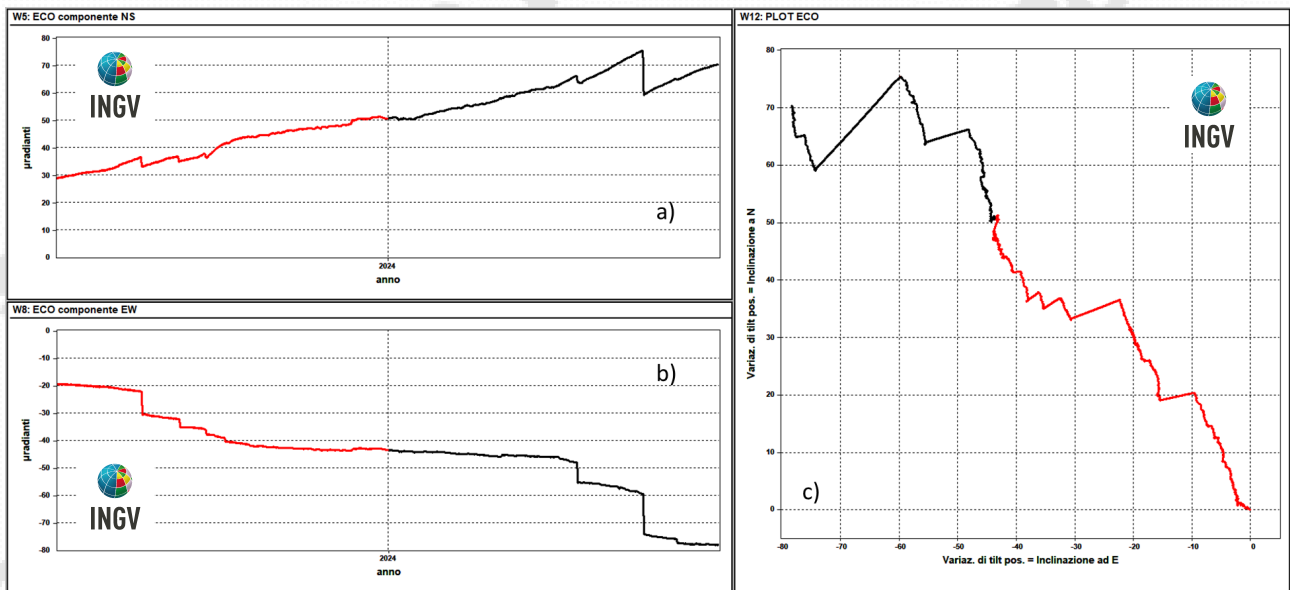 W5: ECO componente NS
80
70
60
50
40
30
20
10
0
µradianti
INGV
a)
2024
anno
W8: ECO componente EW
0
-10
-20
-30
-40
-50
-60
-70
-80
µradianti
INGV
b)
2024
anno
W12: PLOT ECO
80
70
60
50
40
30
20
10
0
Variaz. di tilt pos. = Inclinazione a N
INGV
c)
-80
-70
-60
-50
-40
-30
-20
-10
0
Variaz. di tilt pos. = Inclinazione ad E